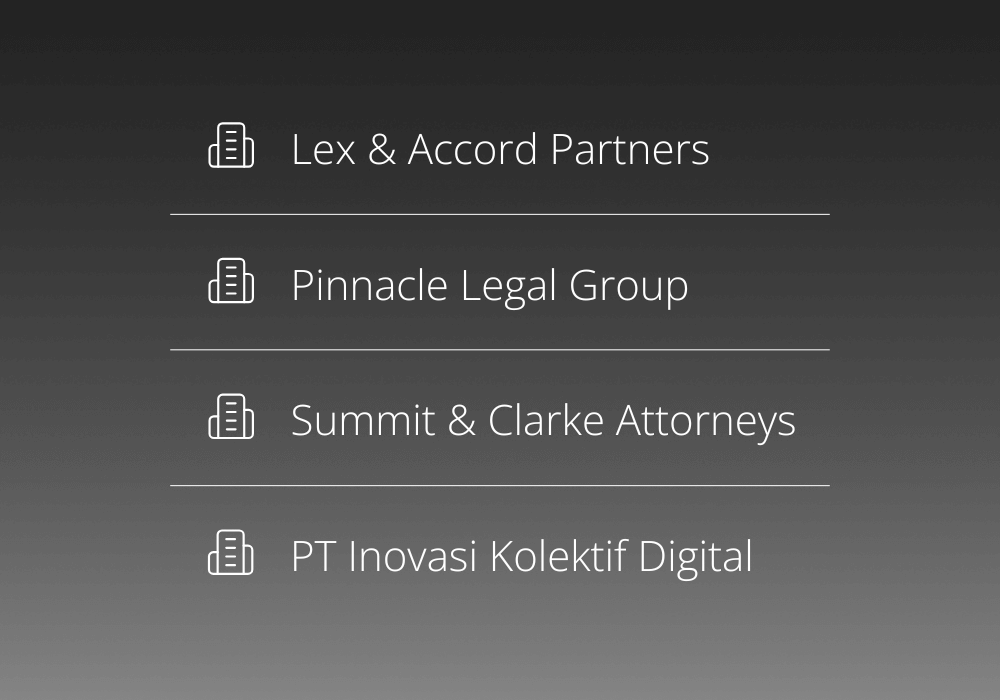 Lex & Accord Partners
Pinnacle Legal Group
Summit & Clarke Attorneys
PT Inovasi Kolektif Digital